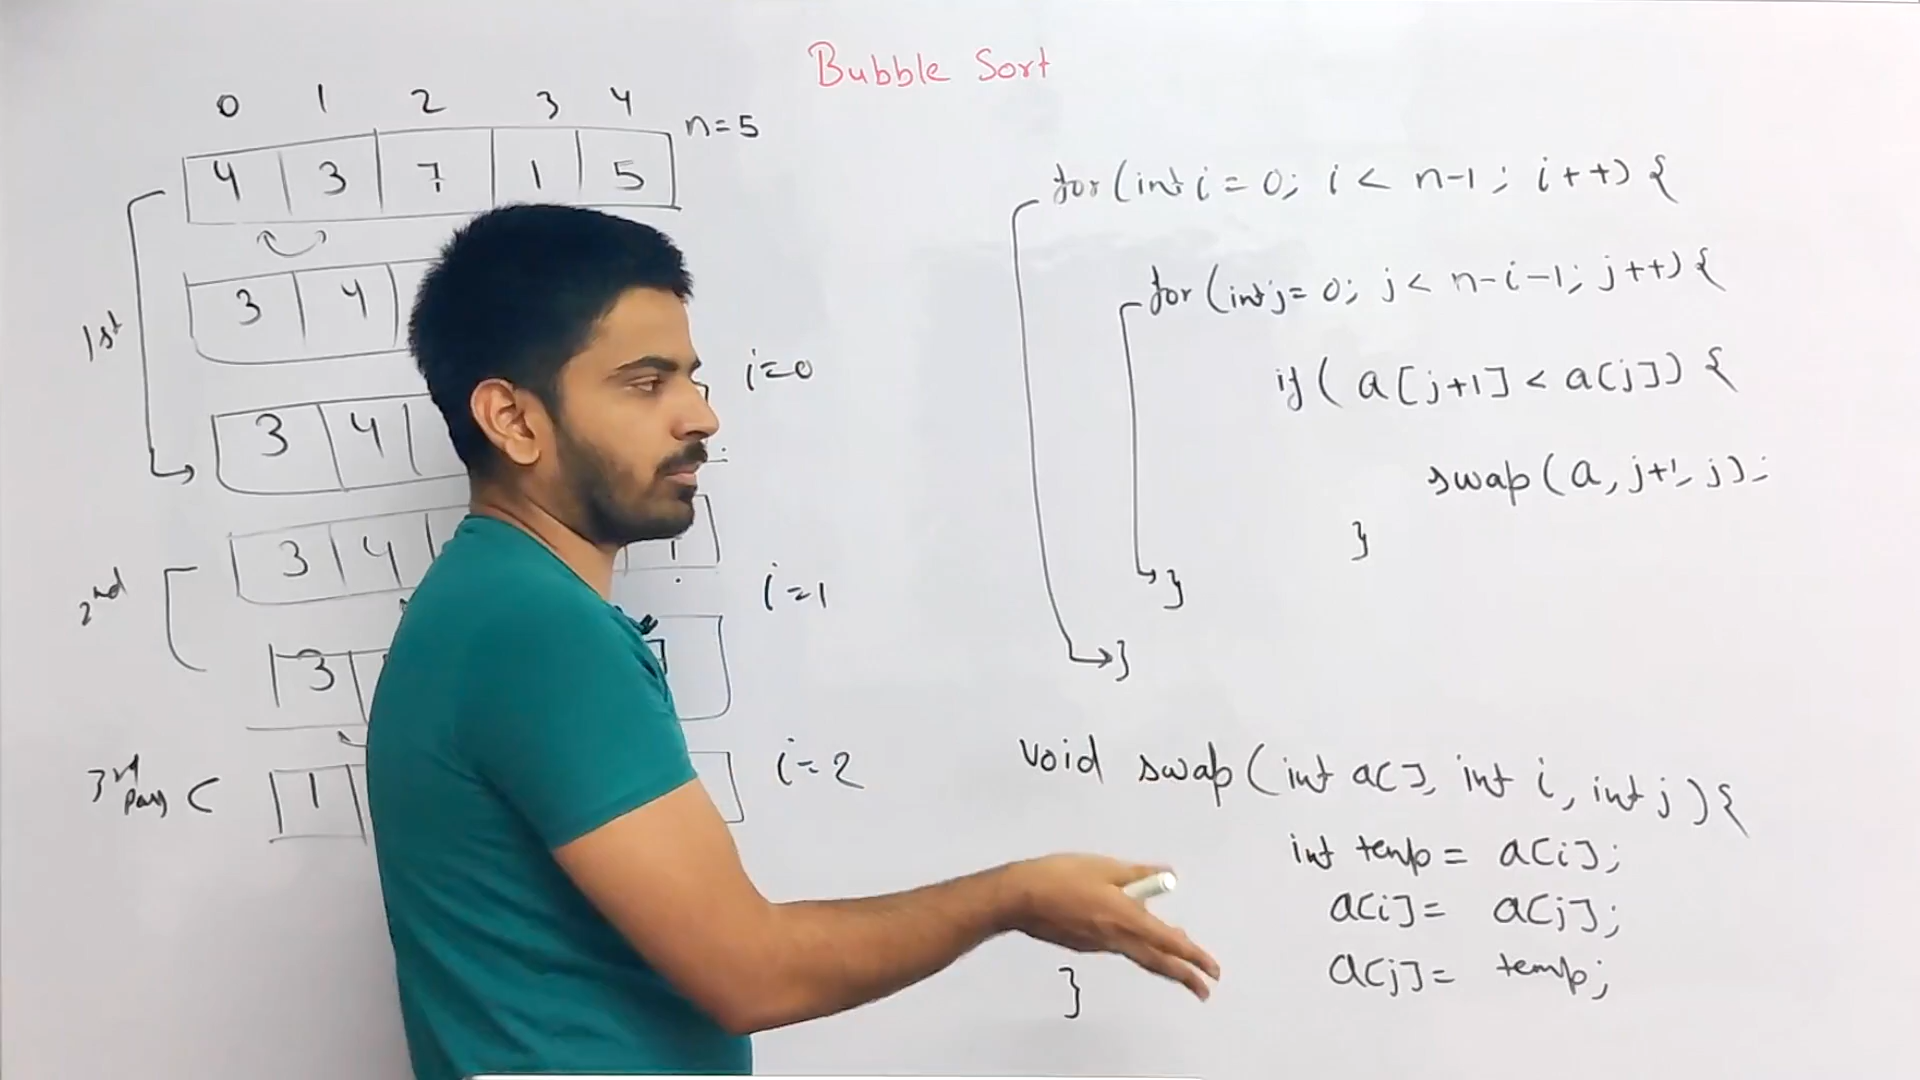 Bubble Sort
0 1 2 3 4
n=5
4 3 7 1 5
1st
3 4
i=0
3 4
2nd
3 4
i=1
3
3rd pass
1
i=2
for(int i = 0; i < n-1; i++) {
for(int j = 0; j < n-i-1; j++) {
if( a[j+1] < a[j]) {
swap(a, j+1, j);
}
}
}
void swap(int a[], int i, int j){
int temp = a[i];
a[i] = a[j];
a[j] = temp;
}